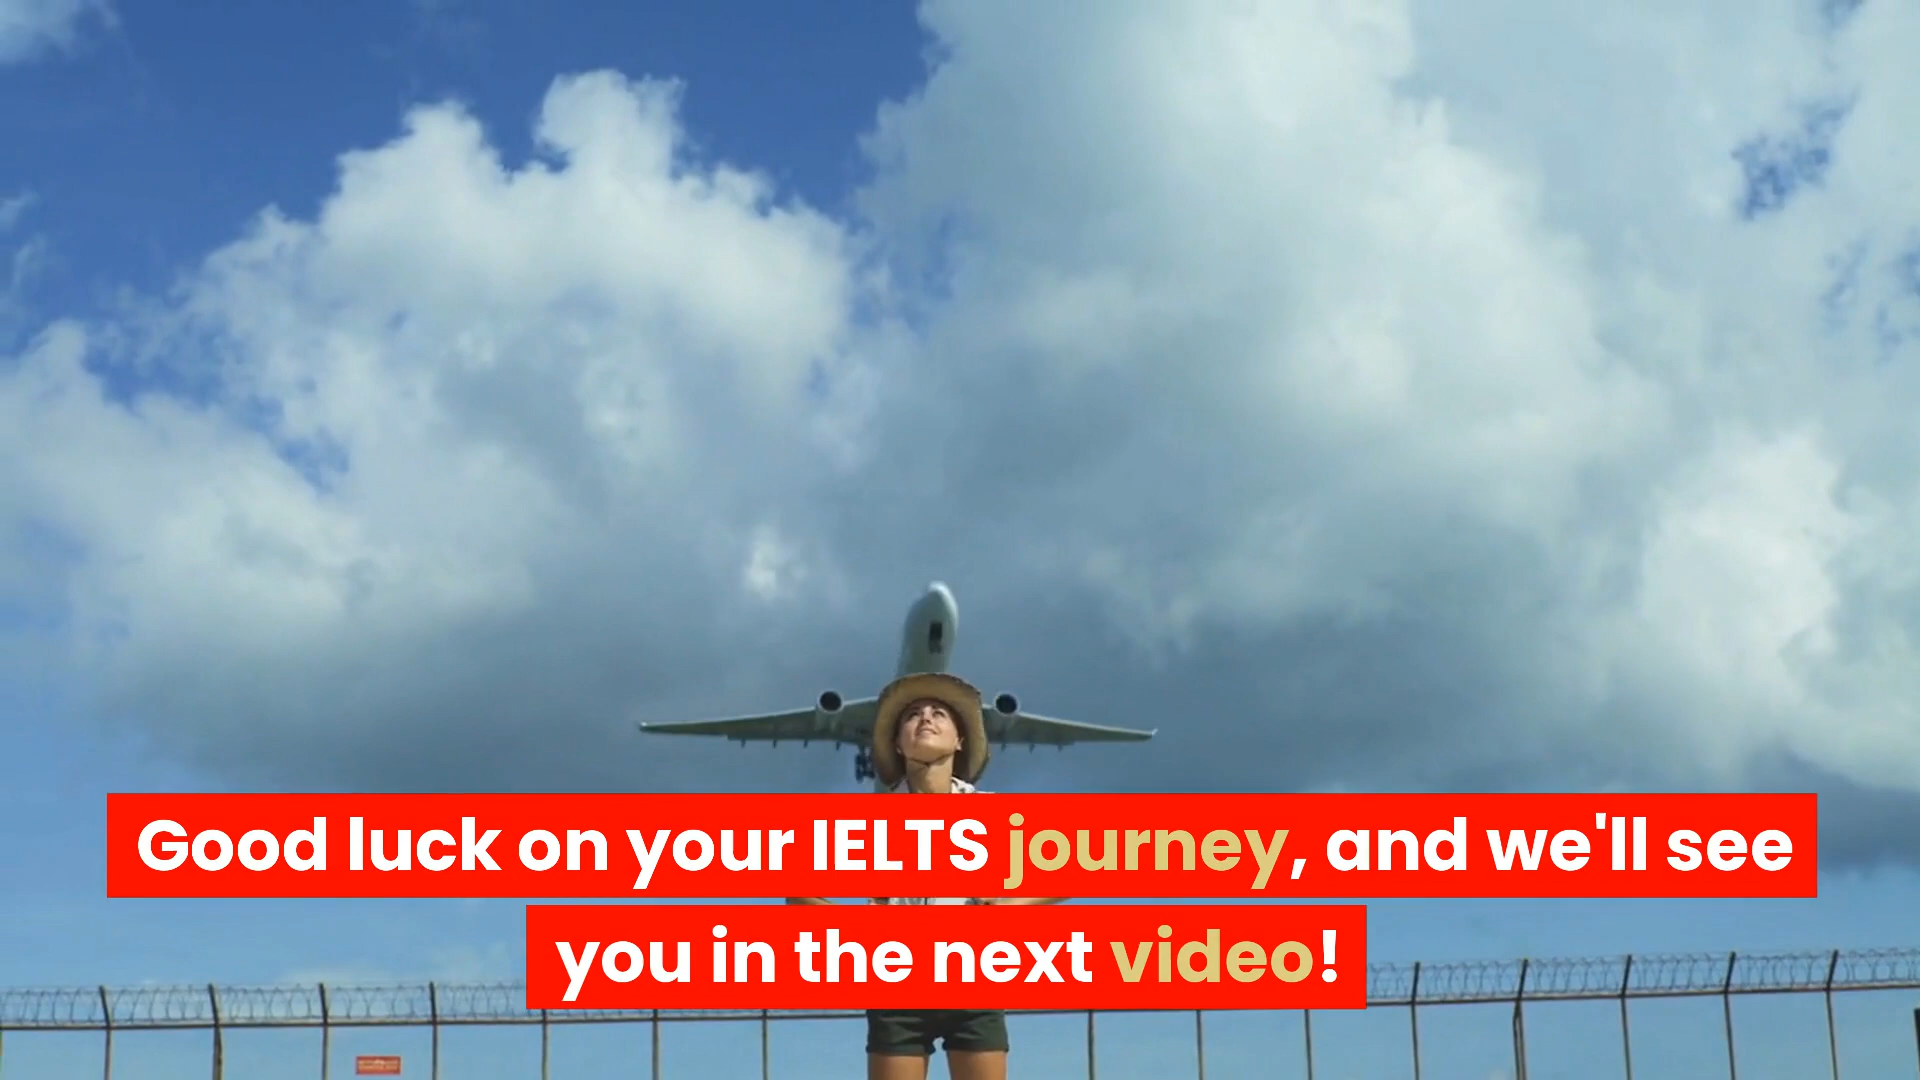 Good luck on your IELTS journey, and we'll see
you in the next video!